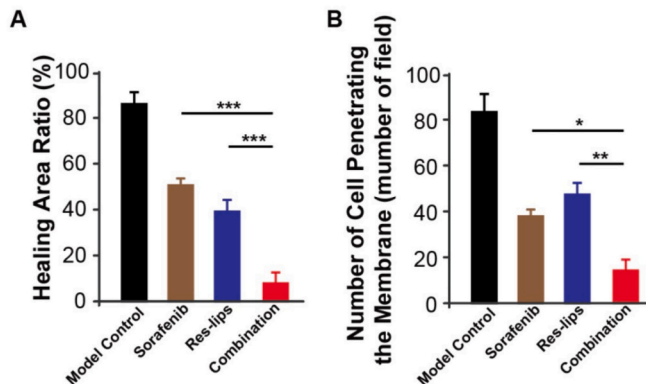 A
Healing Area Ratio (%)
100
80
60
40
20
0
***
***
Model Control
Sorafenib
Res-lips
Combination
B
Number of Cell Penetrating
the Membrane (mumber of field)
100
80
60
40
20
0
*
**
Model Control
Sorafenib
Res-lips
Combination